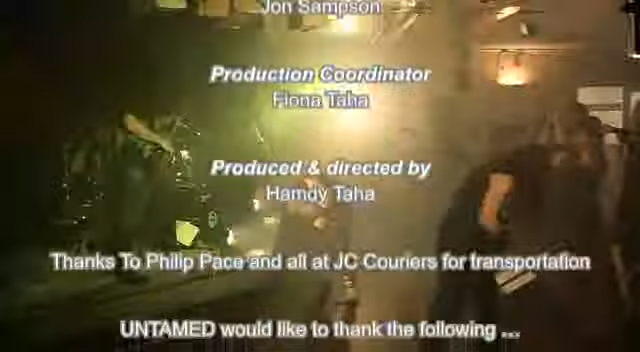 Jon Sampson
Production Coordinator
Fiona Taha
Produced & directed by
Hamdy Taha
Thanks To Philip Pace and all at JC Couriers for transportation
UNTAMED would like to thank the following ...